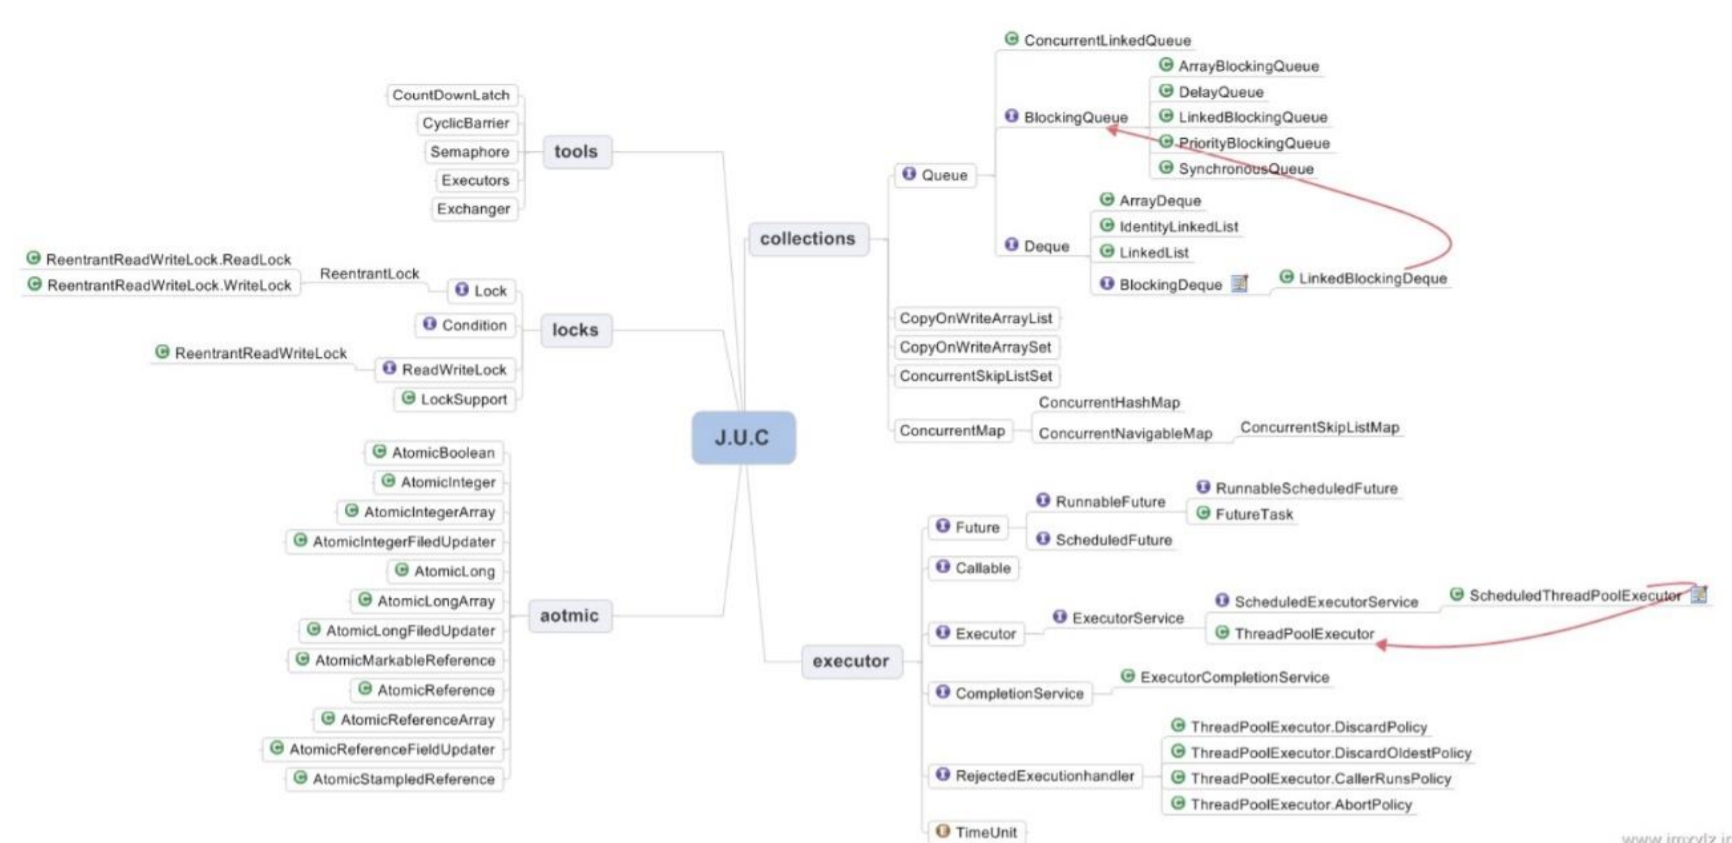 J.U.C
tools
CountDownLatch
CyclicBarrier
Semaphore
Executors
Exchanger
locks
Lock
ReentrantLock
ReentrantReadWriteLock.ReadLock
ReentrantReadWriteLock.WriteLock
Condition
ReadWriteLock
ReentrantReadWriteLock
LockSupport
aotmic
AtomicBoolean
AtomicInteger
AtomicIntegerArray
AtomicIntegerFiledUpdater
AtomicLong
AtomicLongArray
AtomicLongFiledUpdater
AtomicMarkableReference
AtomicReference
AtomicReferenceArray
AtomicReferenceFieldUpdater
AtomicStampledReference
collections
Queue
ConcurrentLinkedQueue
BlockingQueue
ArrayBlockingQueue
DelayQueue
LinkedBlockingQueue
PriorityBlockingQueue
SynchronousQueue
Deque
ArrayDeque
IdentityLinkedList
LinkedList
BlockingDeque
LinkedBlockingDeque
CopyOnWriteArrayList
CopyOnWriteArraySet
ConcurrentSkipListSet
ConcurrentMap
ConcurrentHashMap
ConcurrentNavigableMap
ConcurrentSkipListMap
executor
Future
RunnableFuture
RunnableScheduledFuture
FutureTask
ScheduledFuture
Callable
Executor
ExecutorService
ScheduledExecutorService
ScheduledThreadPoolExecutor
ThreadPoolExecutor
CompletionService
ExecutorCompletionService
RejectedExecutionhandler
ThreadPoolExecutor.DiscardPolicy
ThreadPoolExecutor.DiscardOldestPolicy
ThreadPoolExecutor.CallerRunsPolicy
ThreadPoolExecutor.AbortPolicy
TimeUnit